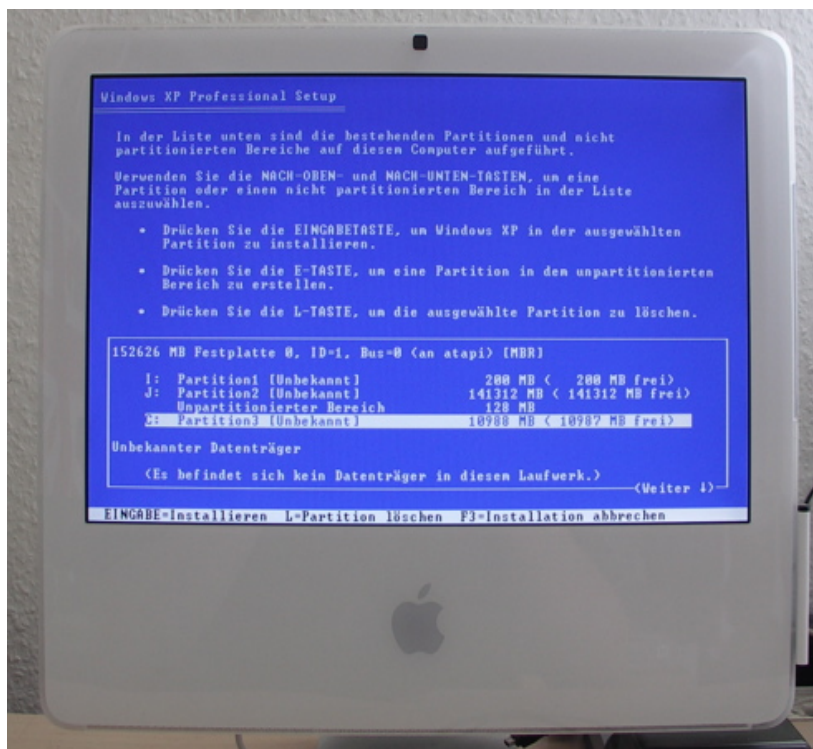 Windows XP Professional Setup
In der Liste unten sind die bestehenden Partitionen und nicht
partitionierten Bereiche auf diesem Computer aufgeführt.
Verwenden Sie die NACH-OBEN- und NACH-UNTEN-TASTEN, um eine
Partition oder einen nicht partitionierten Bereich in der Liste
auszuwählen.
• Drücken Sie die EINGABETASTE, um Windows XP in der ausgewählten
Partition zu installieren.
• Drücken Sie die E-TASTE, um eine Partition in dem unpartitionierten
Bereich zu erstellen.
• Drücken Sie die L-TASTE, um die ausgewählte Partition zu löschen.
152626 MB Festplatte 0, ID=1, Bus=0 (an atapi) [MBR]
I: Partition1 [Unbekannt] 200 MB ( 200 MB frei)
J: Partition2 [Unbekannt] 141312 MB ( 141312 MB frei)
Unpartitionierter Bereich 128 MB
C: Partition3 [Unbekannt] 10988 MB ( 10987 MB frei)
Unbekannter Datenträger
(Es befindet sich kein Datenträger in diesem Laufwerk.)
(Weiter ↓)
EINGABE=Installieren L=Partition löschen F3=Installation abbrechen